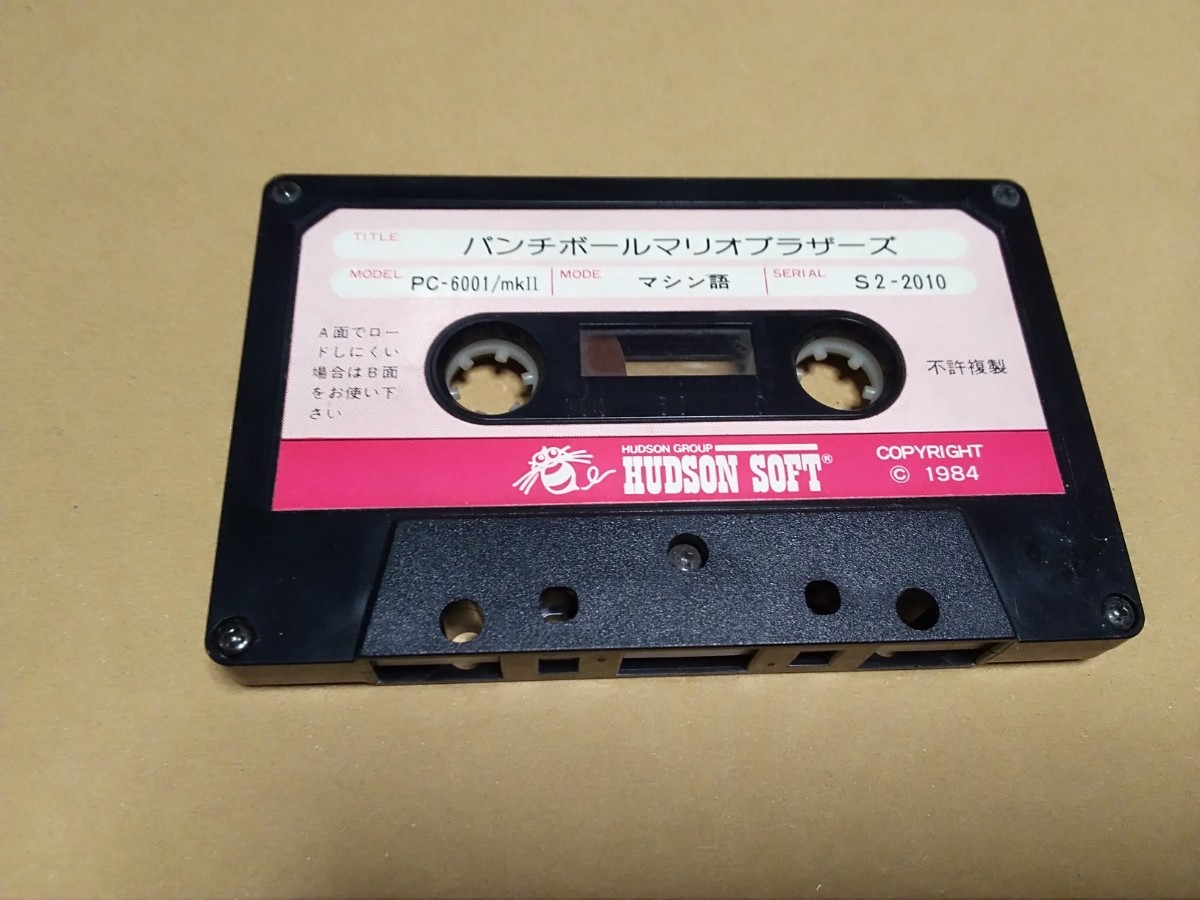 TITLE パンチボールマリオブラザーズ
MODEL PC-6001/mkII MODE マシン語 SERIAL S2-2010
A面でロー
ドしにくい
場合はB面
をお使い下
さい
不許複製
HUDSON GROUP
HUDSON SOFT®
COPYRIGHT
© 1984